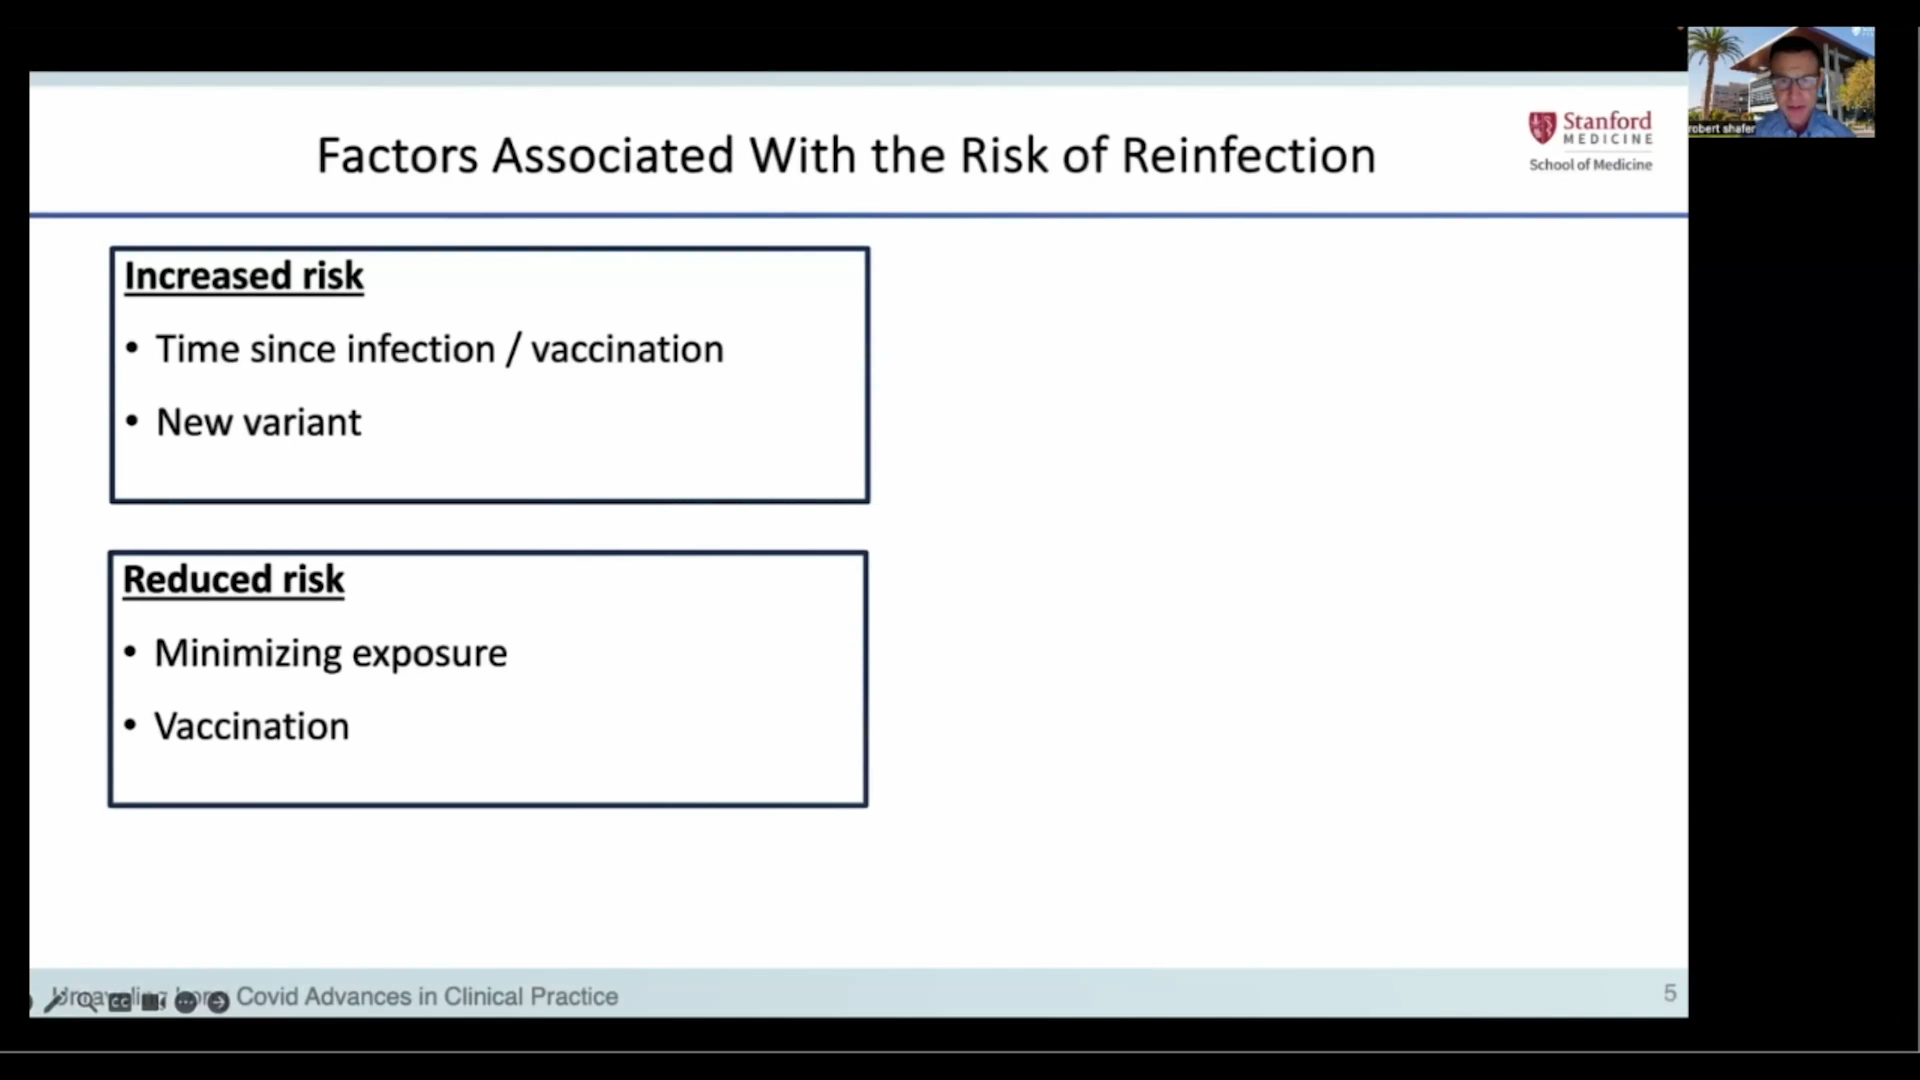 robert shafer
Stanford
MEDICINE
School of Medicine
Factors Associated With the Risk of Reinfection
Increased risk
• Time since infection / vaccination
• New variant
Reduced risk
• Minimizing exposure
• Vaccination
Covid Advances in Clinical Practice
5